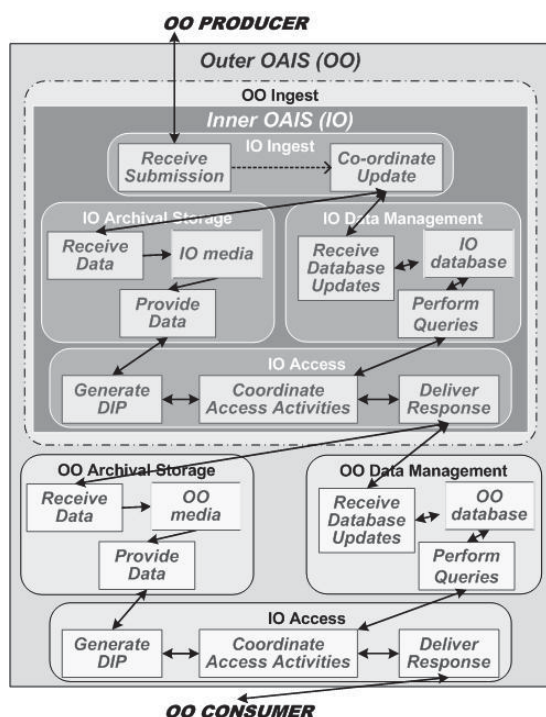 OO PRODUCER
Outer OAIS (OO)
OO Ingest
Inner OAIS (IO)
IO Ingest
Receive
Submission
Co-ordinate
Update
IO Archival Storage
Receive
Data
IO media
Provide
Data
IO Data Management
Receive
Database
Updates
IO
database
Perform
Queries
IO Access
Generate
DIP
Coordinate
Access Activities
Deliver
Response
OO Archival Storage
Receive
Data
OO
media
Provide
Data
OO Data Management
Receive
Database
Updates
OO
database
Perform
Queries
IO Access
Generate
DIP
Coordinate
Access Activities
Deliver
Response
OO CONSUMER